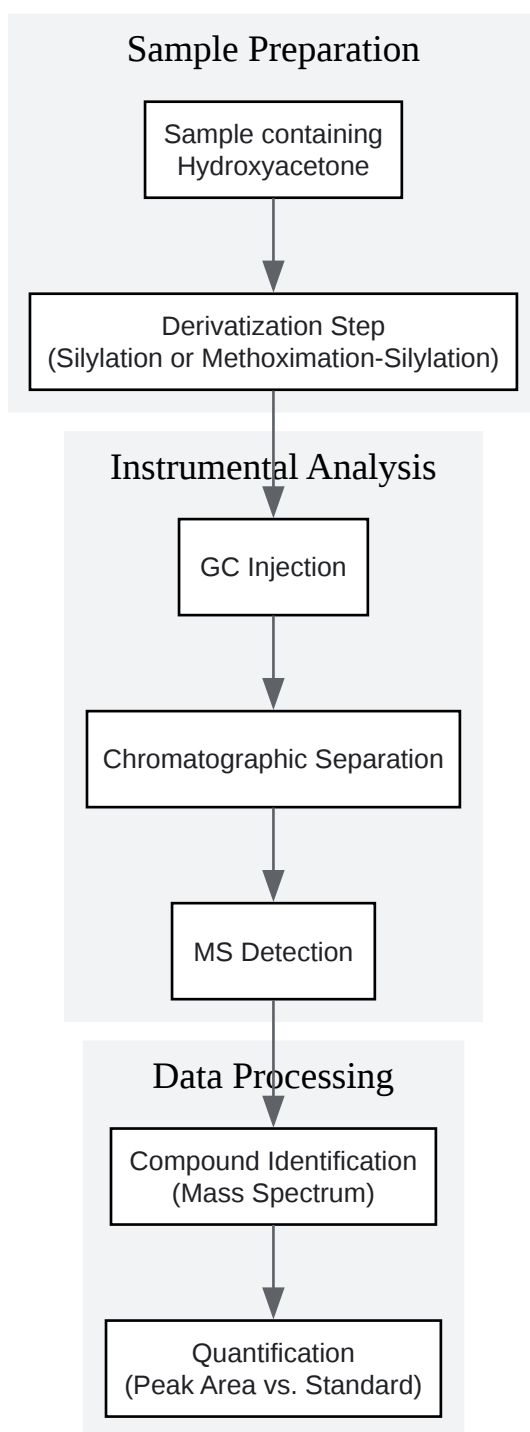 Sample Preparation
Sample containing
Hydroxyacetone
Derivatization Step
(Silylation or Methoximation-Silylation)
Instrumental Analysis
GC Injection
Chromatographic Separation
MS Detection
Data Processing
Compound Identification
(Mass Spectrum)
Quantification
(Peak Area vs. Standard)